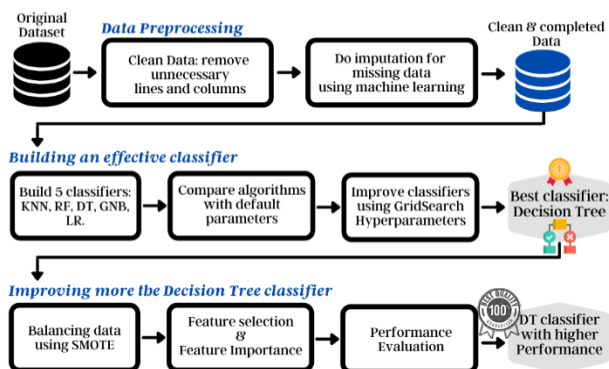 Original
Dataset
Data Preprocessing
Clean & completed
Data
Clean Data: remove
unnecessary
lines and columns
Do imputation for
missing data
using machine learning
Building an effective classifier
Build 5 classifiers:
KNN, RF, DT, GNB,
LR.
Compare algorithms
with default
parameters
Improve classifiers
using GridSearch
Hyperparameters
Best classifier:
Decision Tree
Improving more the Decision Tree classifier
Balancing data
using SMOTE
Feature selection
&
Feature Importance
Performance
Evaluation
BEST QUALITY
100
DT classifier
with higher
Performance